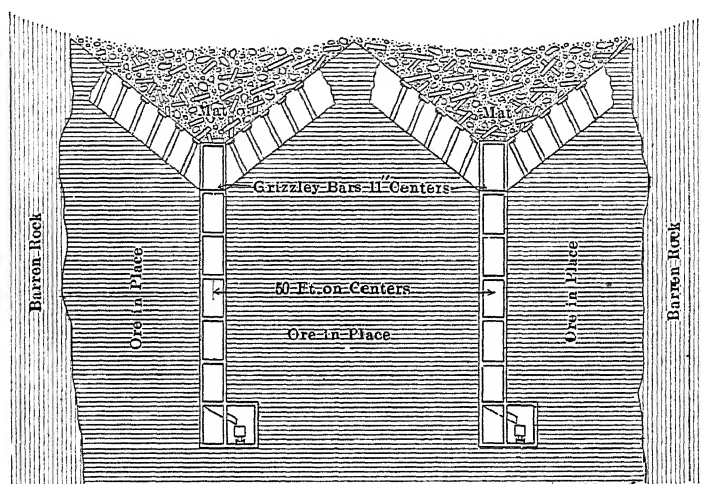 Mat
Mat
Grizzley Bars 11" Centers
Barren Rock
Ore in Place
50 Ft. on Centers
Ore in Place
Ore in Place
Barren Rock